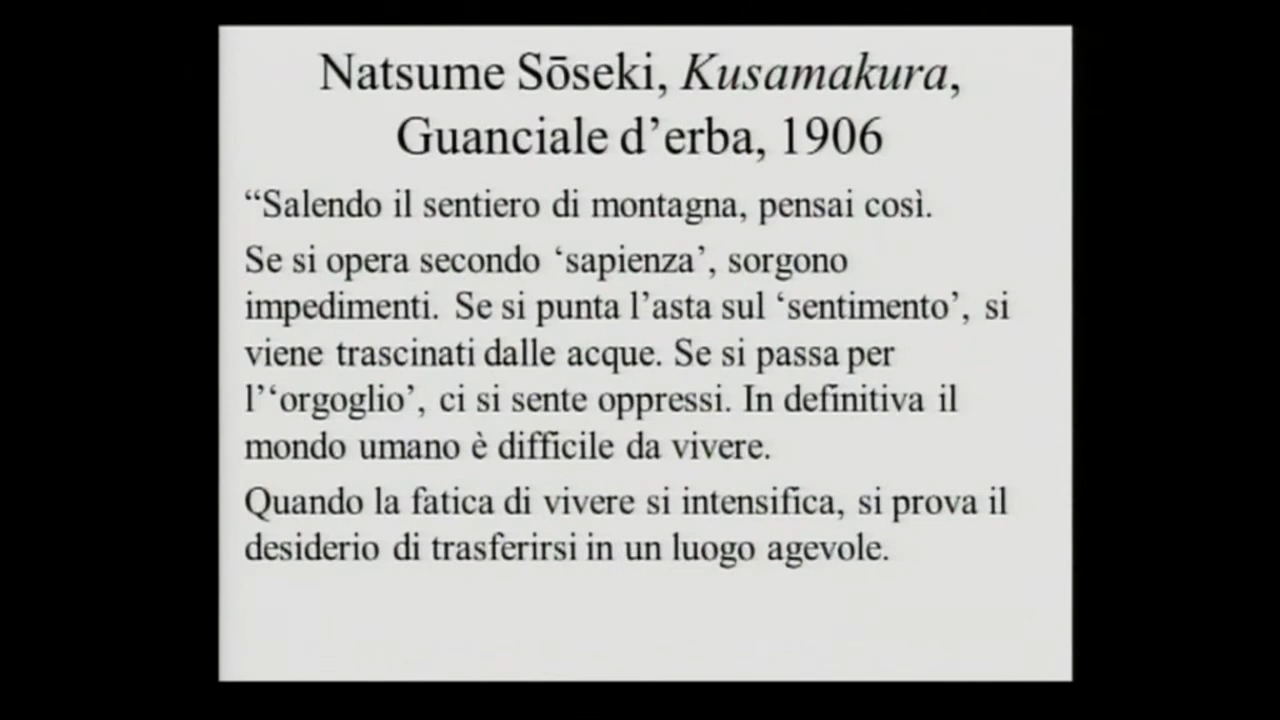 Natsume Sōseki, Kusamakura,
Guanciale d’erba, 1906
“Salendo il sentiero di montagna, pensai così.
Se si opera secondo ‘sapienza’, sorgono
impedimenti. Se si punta l’asta sul ‘sentimento’, si
viene trascinati dalle acque. Se si passa per
l’‘orgoglio’, ci si sente oppressi. In definitiva il
mondo umano è difficile da vivere.
Quando la fatica di vivere si intensifica, si prova il
desiderio di trasferirsi in un luogo agevole.